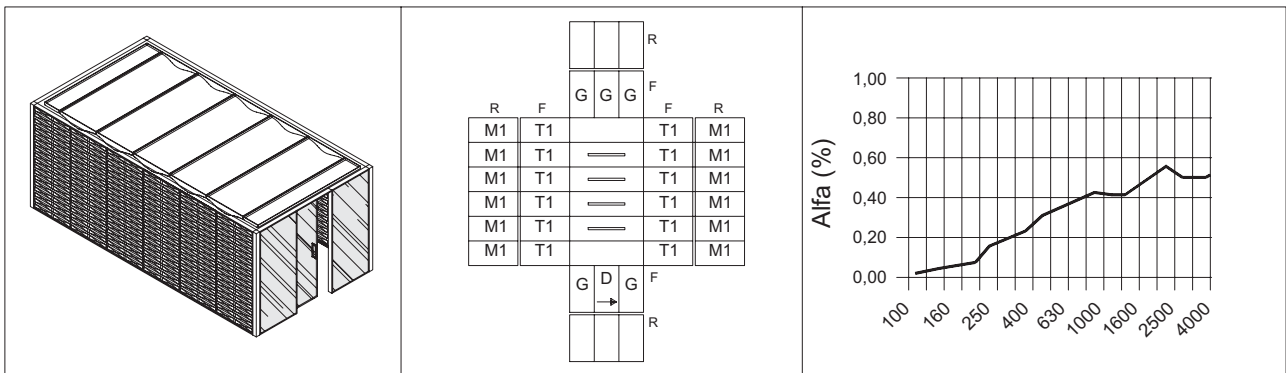 R
G G G F
R F F R
M1 T1 T1 M1
M1 T1 T1 M1
M1 T1 T1 M1
M1 T1 T1 M1
M1 T1 T1 M1
M1 T1 T1 M1
G D G F
R
Alfa (%)
1,00
0,80
0,60
0,40
0,20
0,00
100 160 250 400 630 1000 1600 2500 4000